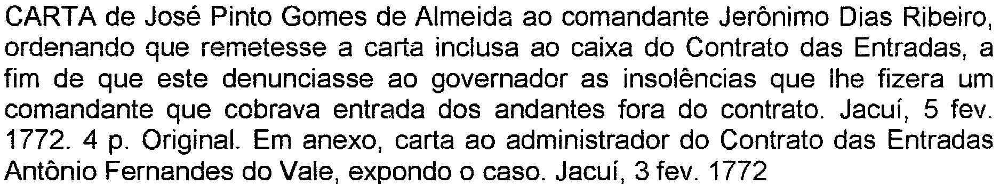 CARTA de José Pinto Gomes de Almeida ao comandante Jerônimo Dias Ribeiro,
ordenando que remetesse a carta inclusa ao caixa do Contrato das Entradas, a
fim de que este denunciasse ao governador as insolências que lhe fizera um
comandante que cobrava entrada dos andantes fora do contrato. Jacuí, 5 fev.
1772. 4 p. Original. Em anexo, carta ao administrador do Contrato das Entradas
Antônio Fernandes do Vale, expondo o caso. Jacuí, 3 fev. 1772